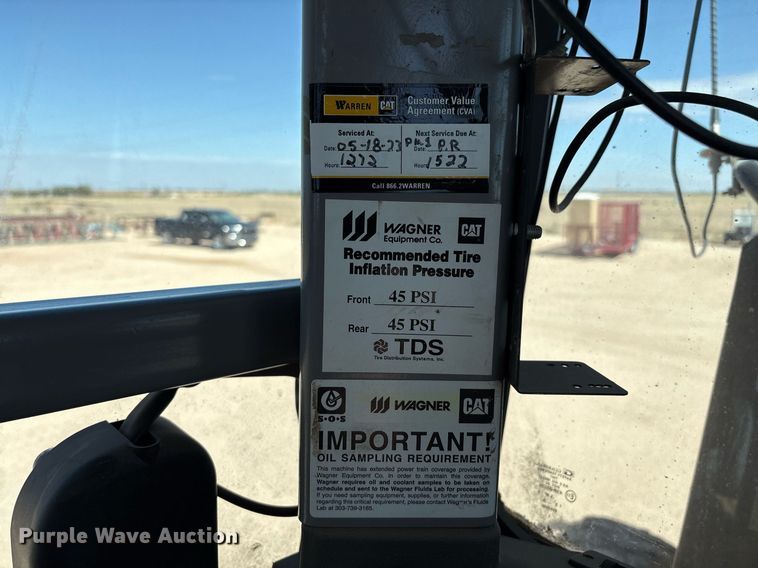 WARREN CAT Customer Value
Agreement (CVA)
Serviced At: Next Service Due At:
Date: 05-18-23 Date:
Hours: 1272 Hours: 1522
Call 866.2WARREN
WAGNER CAT
Equipment Co.
Recommended Tire
Inflation Pressure
Front 45 PSI
Rear 45 PSI
TDS
Tire Distribution Systems, Inc.
S•O•S WAGNER CAT
IMPORTANT!
OIL SAMPLING REQUIREMENT
This machine has extended power train coverage provided by
Wagner Equipment Co. In order to maintain this coverage,
Wagner requires oil and coolant samples to be taken on
schedule and sent to the Wagner Fluids Lab for processing.
If you need sampling equipment, supplies, or further information
regarding this critical requirement, please contact Wagner's Fluids
Lab at 303-739-3165.
Purple Wave Auction